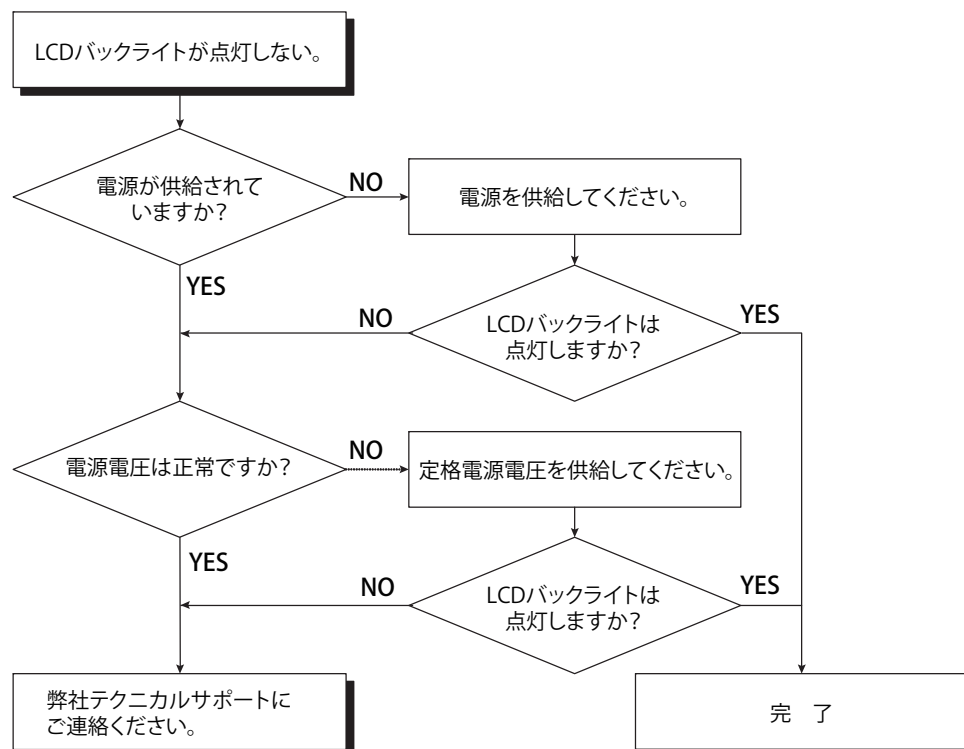 LCDバックライトが点灯しない。
電源が供給されて
いますか?
NO
電源を供給してください。
YES
NO
LCDバックライトは
点灯しますか?
YES
電源電圧は正常ですか?
NO
定格電源電圧を供給してください。
YES
NO
LCDバックライトは
点灯しますか?
YES
弊社テクニカルサポートに
ご連絡ください。
完 了